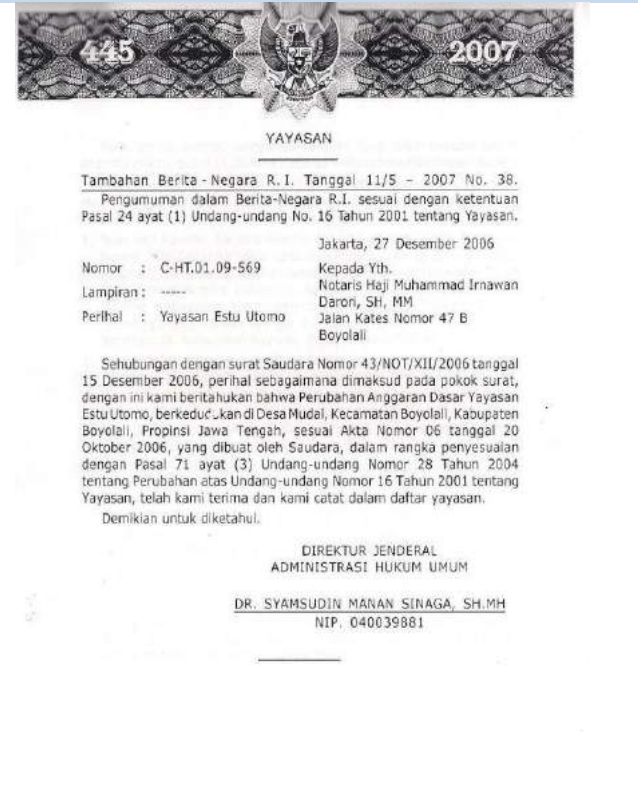 445 2007
YAYASAN
Tambahan Berita - Negara R.I. Tanggal 11/5 - 2007 No. 38.
Pengumuman dalam Berita-Negara R.I. sesuai dengan ketentuan
Pasal 24 ayat (1) Undang-undang No. 16 Tahun 2001 tentang Yayasan.
Jakarta, 27 Desember 2006
Nomor : C-HT.01.09-569
Lampiran : -----
Perihal : Yayasan Estu Utomo
Kepada Yth.
Notaris Haji Muhammad Irnawan
Darori, SH, MM
Jalan Kates Nomor 47 B
Boyolali
Sehubungan dengan surat Saudara Nomor 43/NOT/XII/2006 tanggal
15 Desember 2006, perihal sebagaimana dimaksud pada pokok surat,
dengan ini kami beritahukan bahwa Perubahan Anggaran Dasar Yayasan
Estu Utomo, berkedudukan di Desa Mudal, Kecamatan Boyolali, Kabupaten
Boyolali, Propinsi Jawa Tengah, sesuai Akta Nomor 06 tanggal 20
Oktober 2006, yang dibuat oleh Saudara, dalam rangka penyesuaian
dengan Pasal 71 ayat (3) Undang-undang Nomor 28 Tahun 2004
tentang Perubahan atas Undang-undang Nomor 16 Tahun 2001 tentang
Yayasan, telah kami terima dan kami catat dalam daftar yayasan.
Demikian untuk diketahui.
DIREKTUR JENDERAL
ADMINISTRASI HUKUM UMUM
DR. SYAMSUDIN MANAN SINAGA, SH.MH
NIP. 040039881